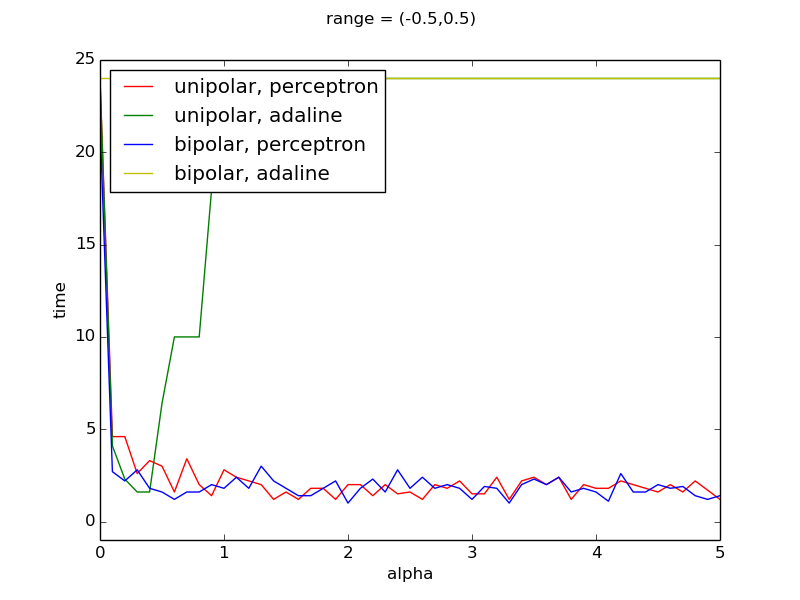 range = (-0.5,0.5)
25
20
15
10
5
0
time
unipolar, perceptron
unipolar, adaline
bipolar, perceptron
bipolar, adaline
0
1
2
3
4
5
alpha